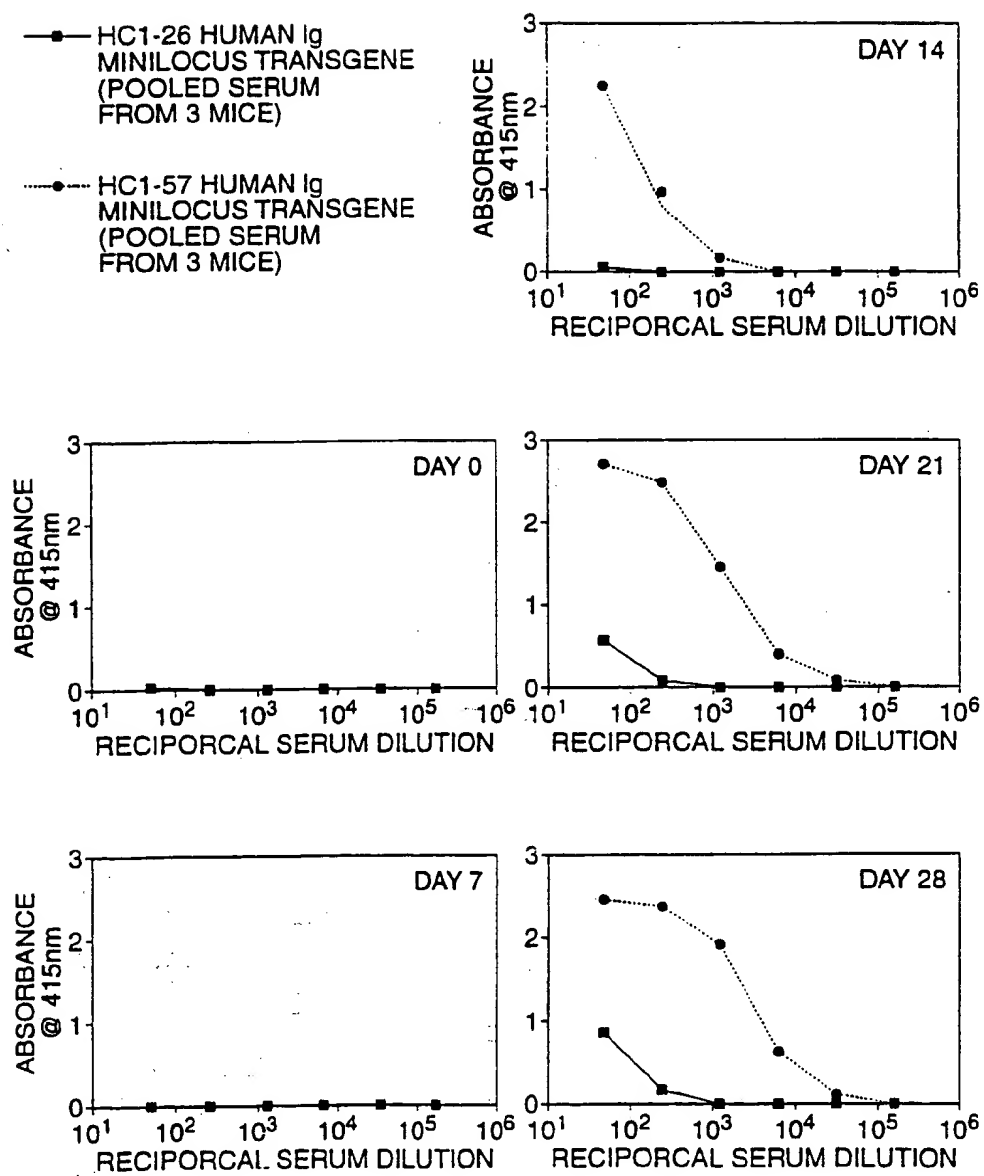 HC1-26 HUMAN Ig
MINILOCUS TRANSGENE
(POOLED SERUM
FROM 3 MICE)
HC1-57 HUMAN Ig
MINILOCUS TRANSGENE
(POOLED SERUM
FROM 3 MICE)
DAY 14
ABSORBANCE
@ 415nm
3
2
1
0
10¹ 10² 10³ 10⁴ 10⁵ 10⁶
RECIPORCAL SERUM DILUTION
DAY 0
ABSORBANCE
@ 415nm
3
2
1
0
10¹ 10² 10³ 10⁴ 10⁵ 10⁶
RECIPORCAL SERUM DILUTION
DAY 21
3
2
1
0
10¹ 10² 10³ 10⁴ 10⁵ 10⁶
RECIPORCAL SERUM DILUTION
DAY 7
ABSORBANCE
@ 415nm
3
2
1
0
10¹ 10² 10³ 10⁴ 10⁵ 10⁶
RECIPORCAL SERUM DILUTION
DAY 28
3
2
1
0
10¹ 10² 10³ 10⁴ 10⁵ 10⁶
RECIPORCAL SERUM DILUTION